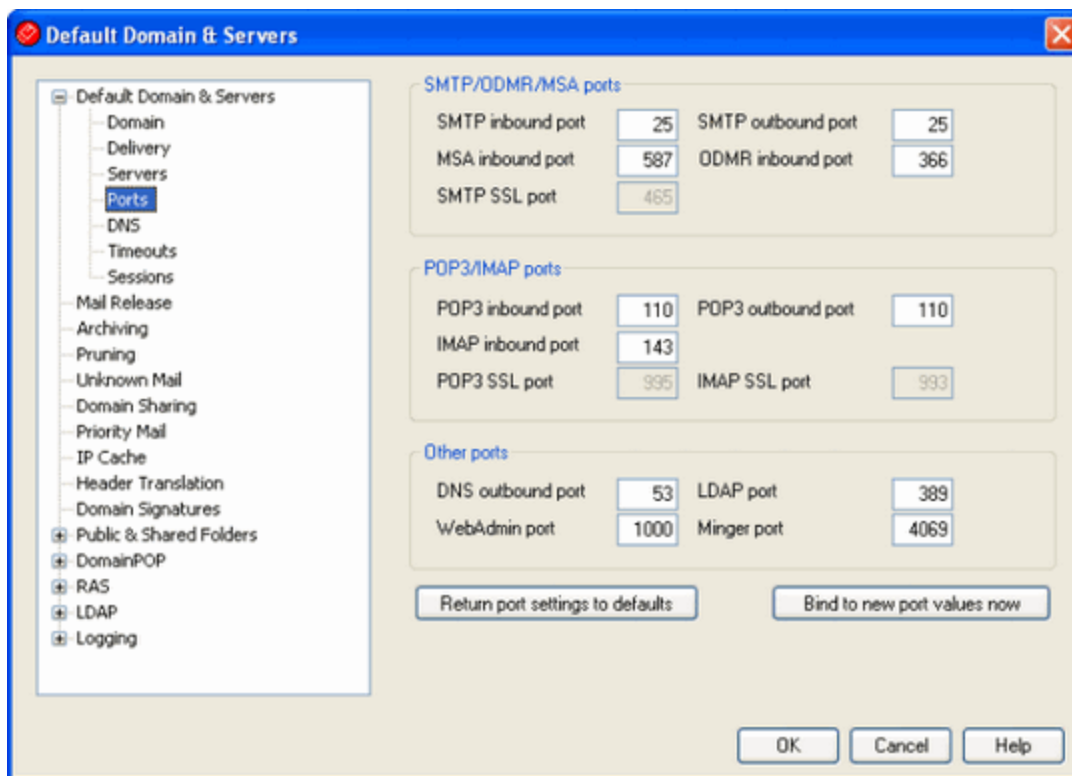 Default Domain & Servers
Default Domain & Servers
Domain
Delivery
Servers
Ports
DNS
Timeouts
Sessions
Mail Release
Archiving
Pruning
Unknown Mail
Domain Sharing
Priority Mail
IP Cache
Header Translation
Domain Signatures
Public & Shared Folders
DomainPOP
RAS
LDAP
Logging
SMTP/ODMR/MSA ports
SMTP inbound port 25 SMTP outbound port 25
MSA inbound port 587 ODMR inbound port 366
SMTP SSL port 465
POP3/IMAP ports
POP3 inbound port 110 POP3 outbound port 110
IMAP inbound port 143
POP3 SSL port 995 IMAP SSL port 993
Other ports
DNS outbound port 53 LDAP port 389
WebAdmin port 1000 Minger port 4069
Return port settings to defaults Bind to new port values now
OK Cancel Help